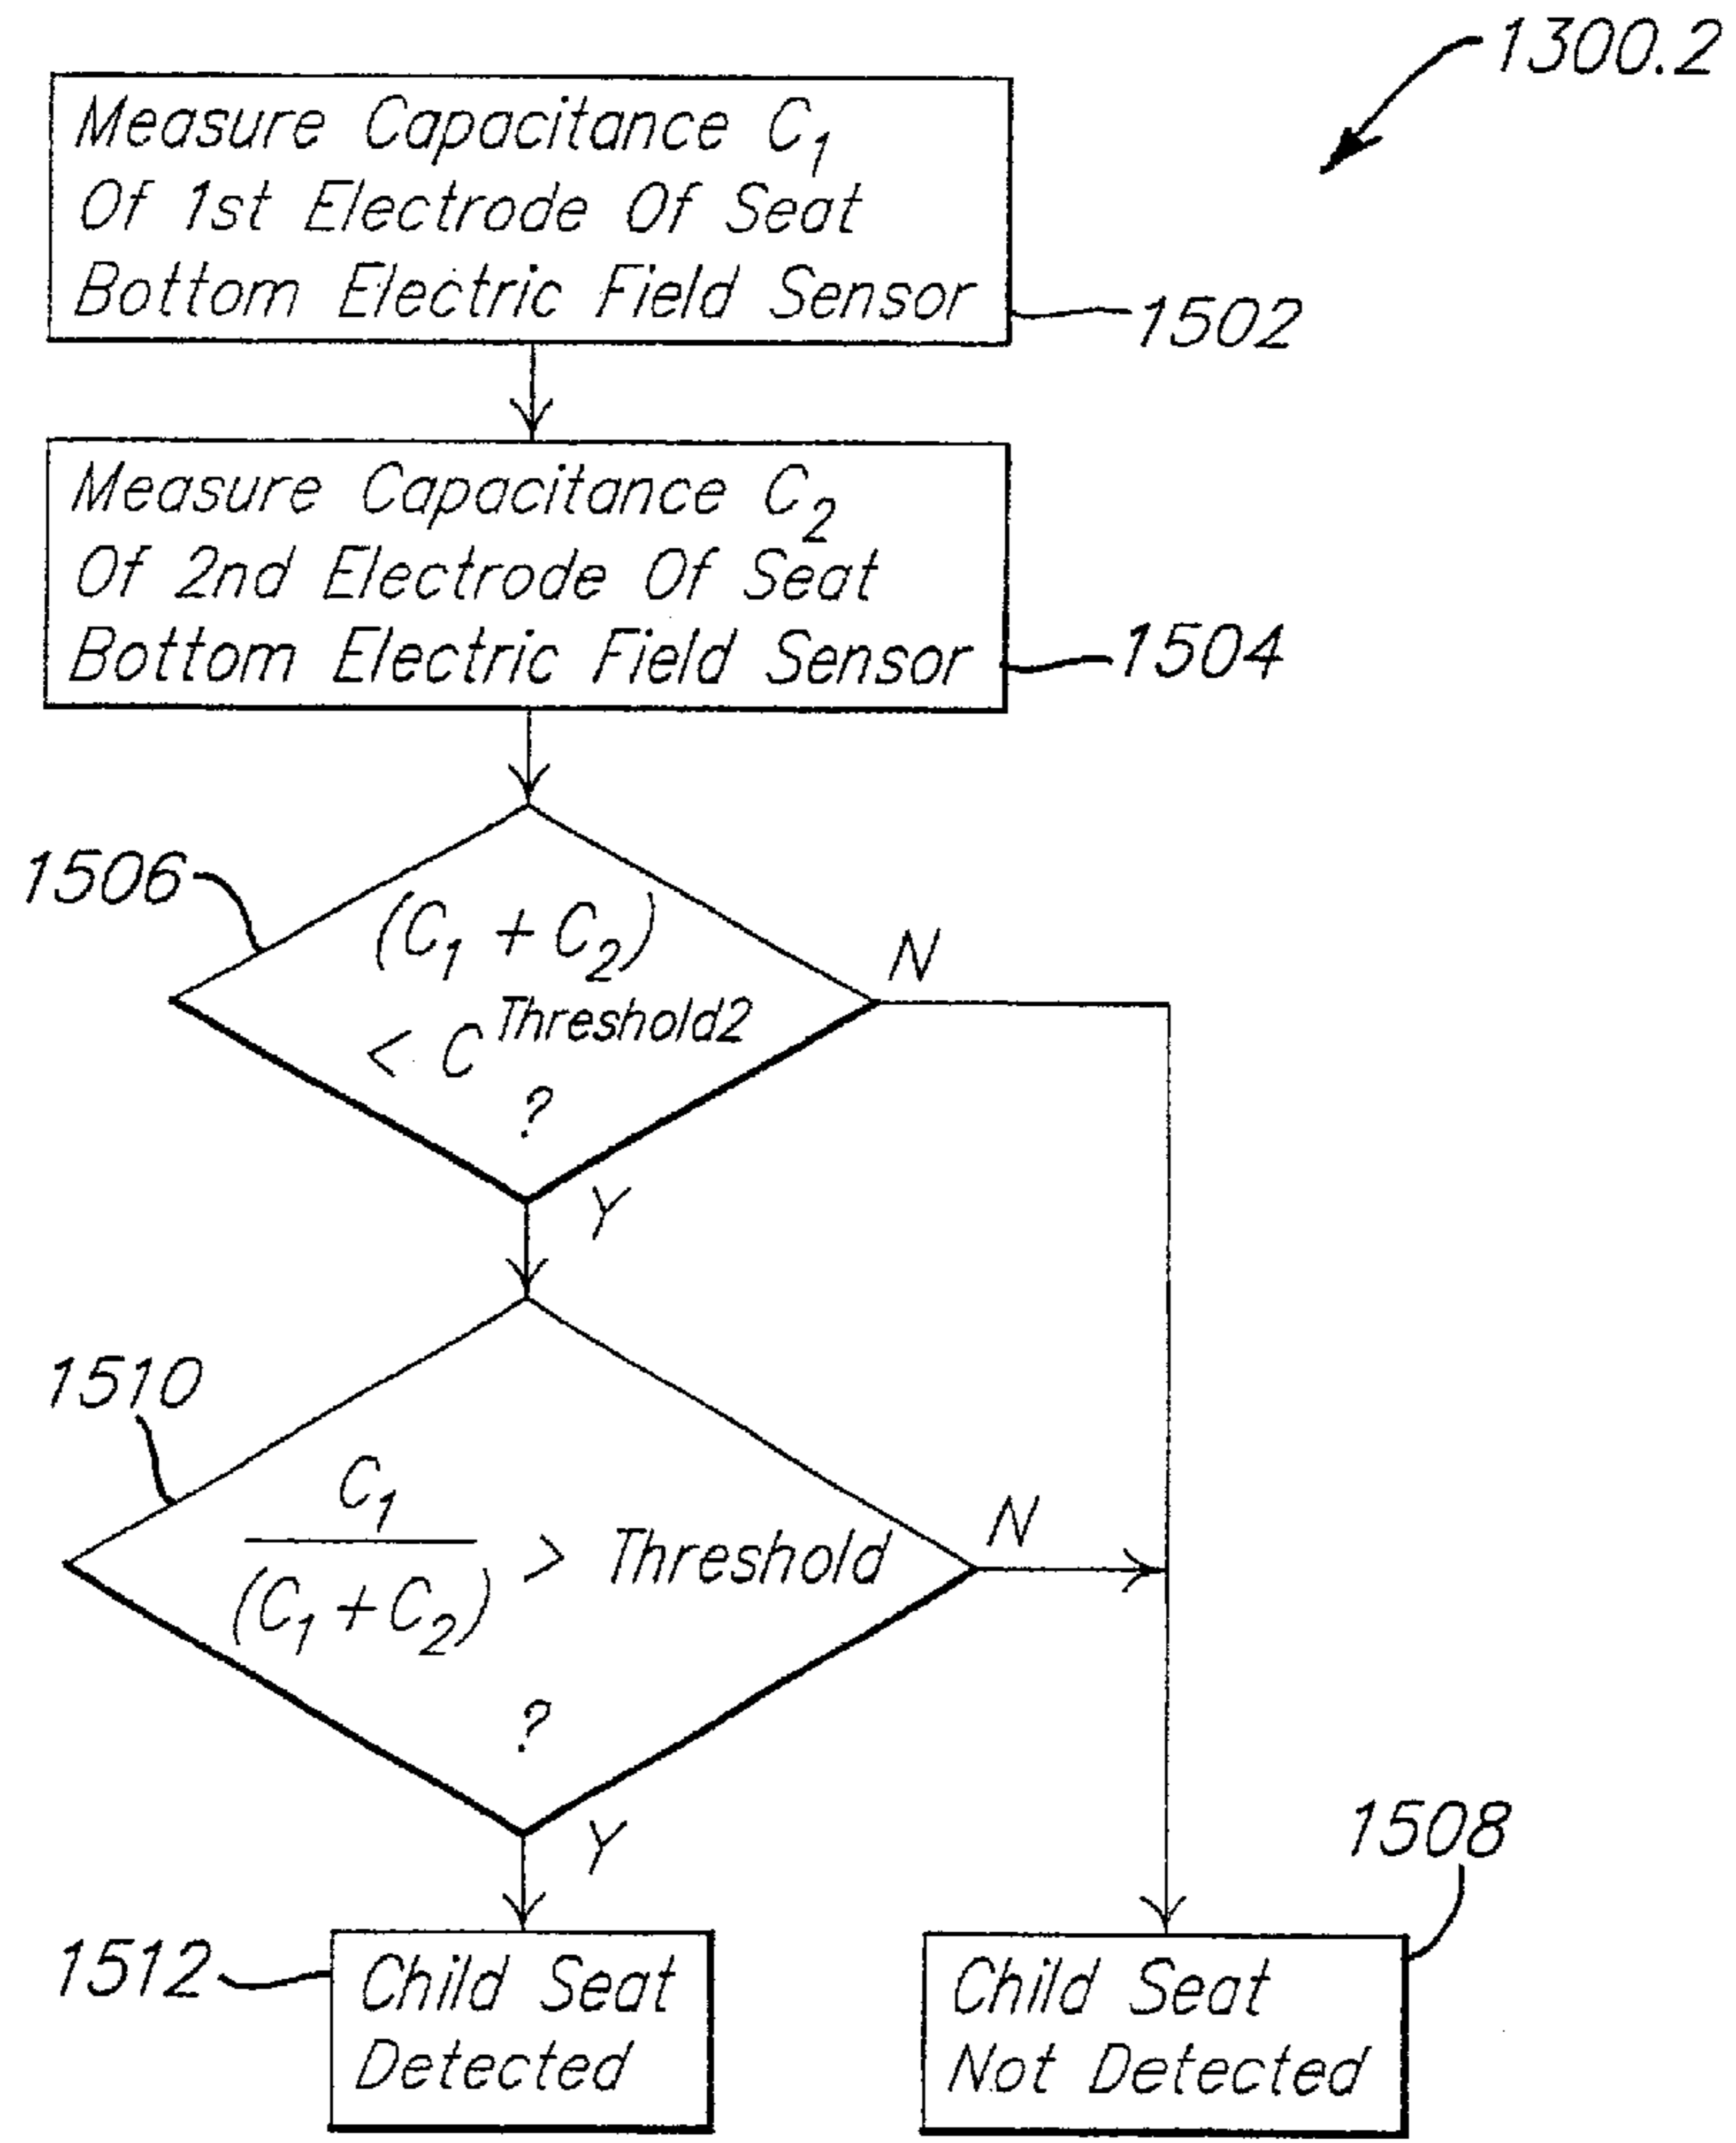 1300.2
Measure Capacitance C₁
Of 1st Electrode Of Seat
Bottom Electric Field Sensor
1502
Measure Capacitance C₂
Of 2nd Electrode Of Seat
Bottom Electric Field Sensor
1504
1506
(C₁ + C₂)
< C^Threshold2
?
N
Y
1510
C₁
> Threshold
(C₁ + C₂)
?
N
Y
1508
1512
Child Seat
Detected
Child Seat
Not Detected